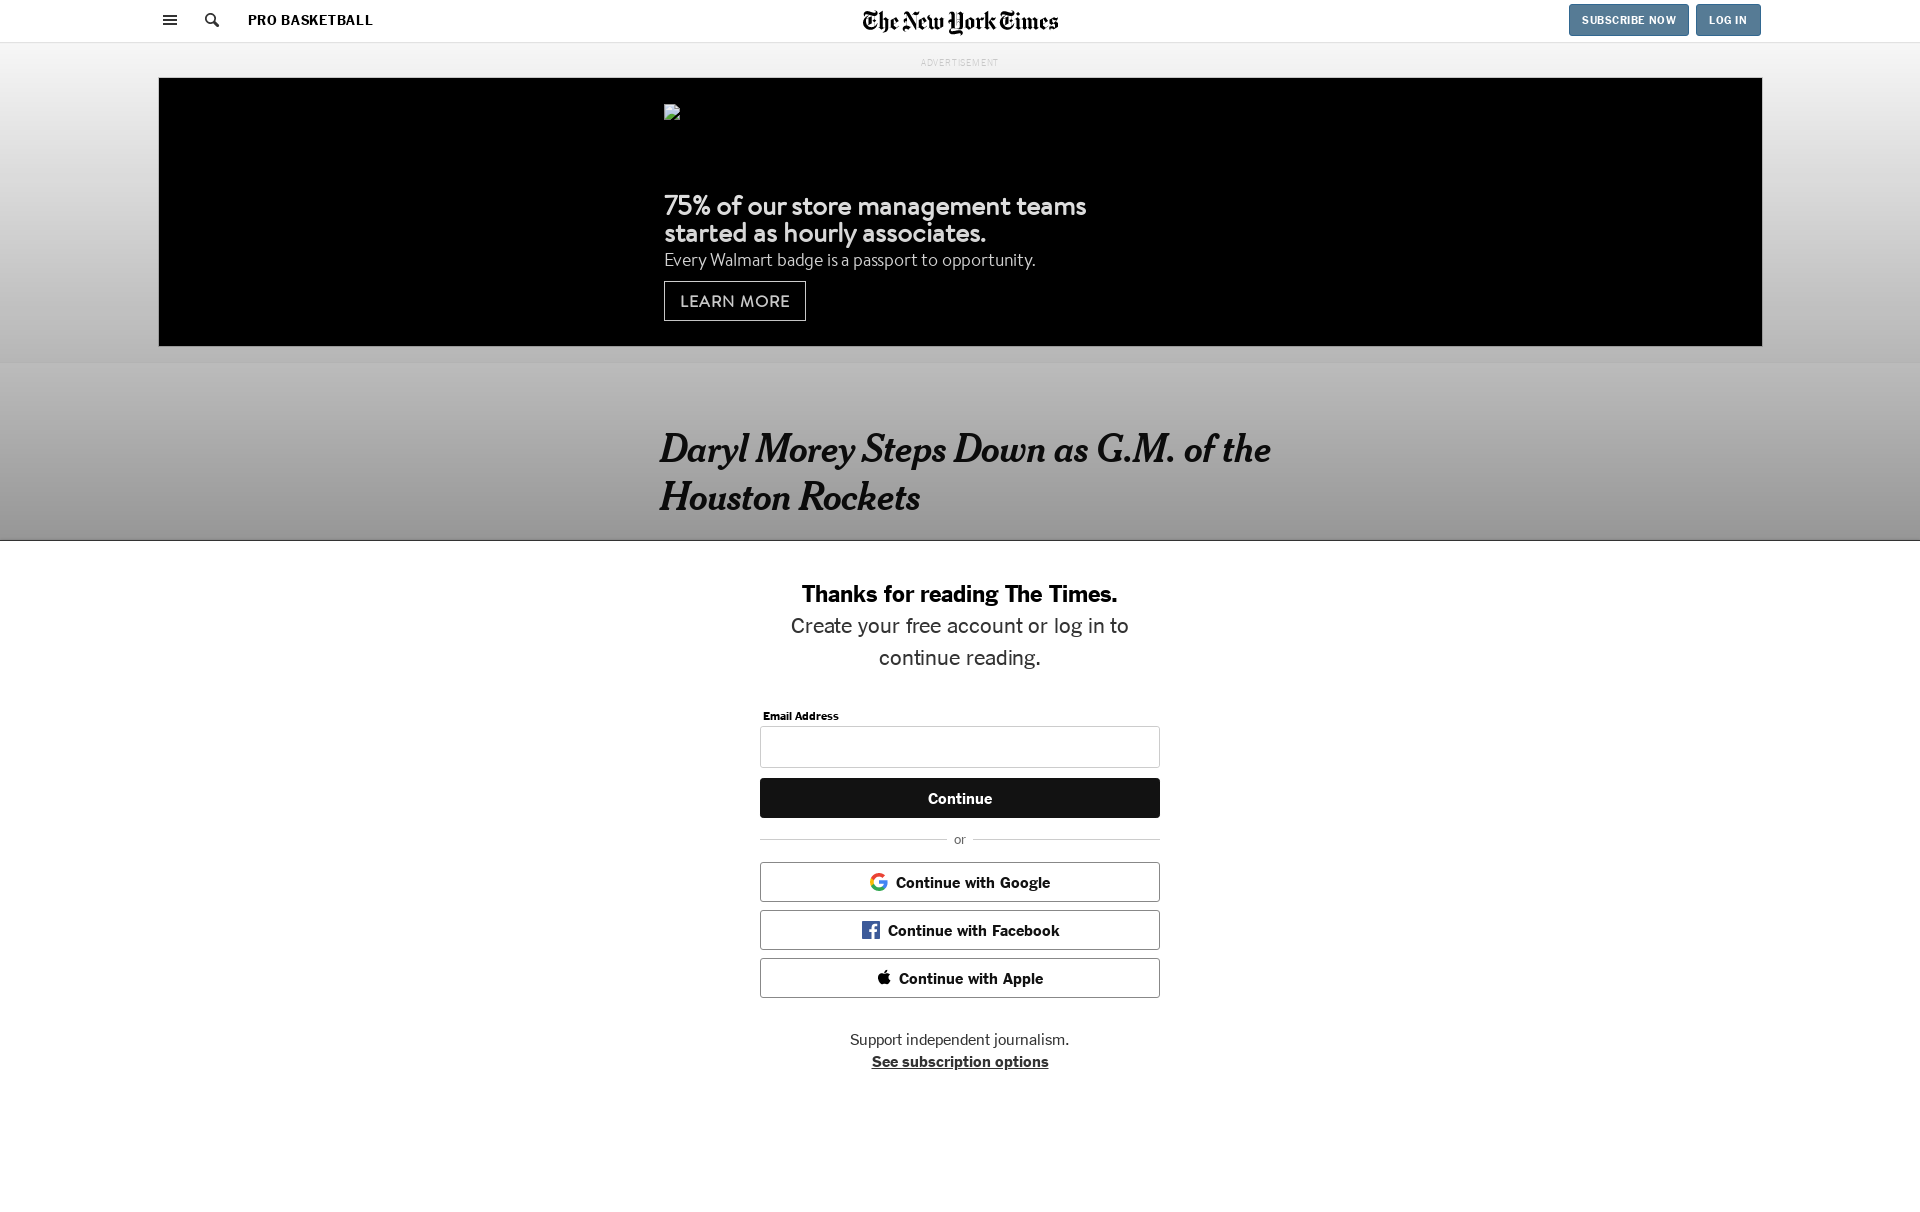 PRO BASKETBALL
The New York Times
SUBSCRIBE NOW
LOG IN
ADVERTISEMENT
75% of our store management teams
started as hourly associates.
Every Walmart badge is a passport to opportunity.
LEARN MORE
Daryl Morey Steps Down as G.M. of the
Houston Rockets
Thanks for reading The Times.
Create your free account or log in to
continue reading.
Email Address
Continue
or
Continue with Google
Continue with Facebook
Continue with Apple
Support independent journalism.
See subscription options